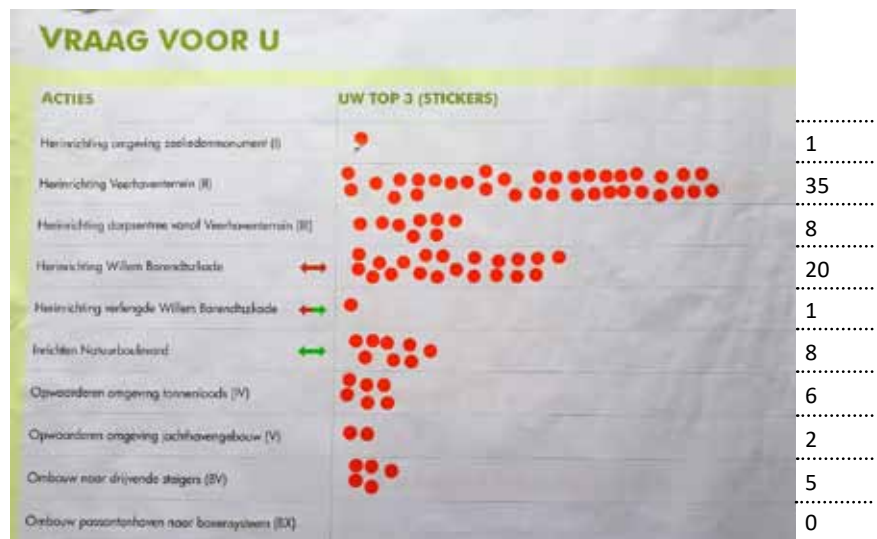 VRAAG VOOR U
ACTIES UW TOP 3 (STICKERS)
Herinrichting omgeving zeeliedenmonument (I) 1
Herinrichting Veerhaventerrein (II) 35
Herinrichting dorpsentree vanaf Veerhaventerrein (III) 8
Herinrichting Willem Barendtszkade 20
Herinrichting verlengde Willem Barendtszkade 1
Inrichten Natuurboulevard 8
Opwaarderen omgeving tonnenloods (IV) 6
Opwaarderen omgeving jachthavengebouw (V) 2
Ombouw naar drijvende steigers (BV) 5
Ombouw passantenhaven naar boxensysteem (BX) 0